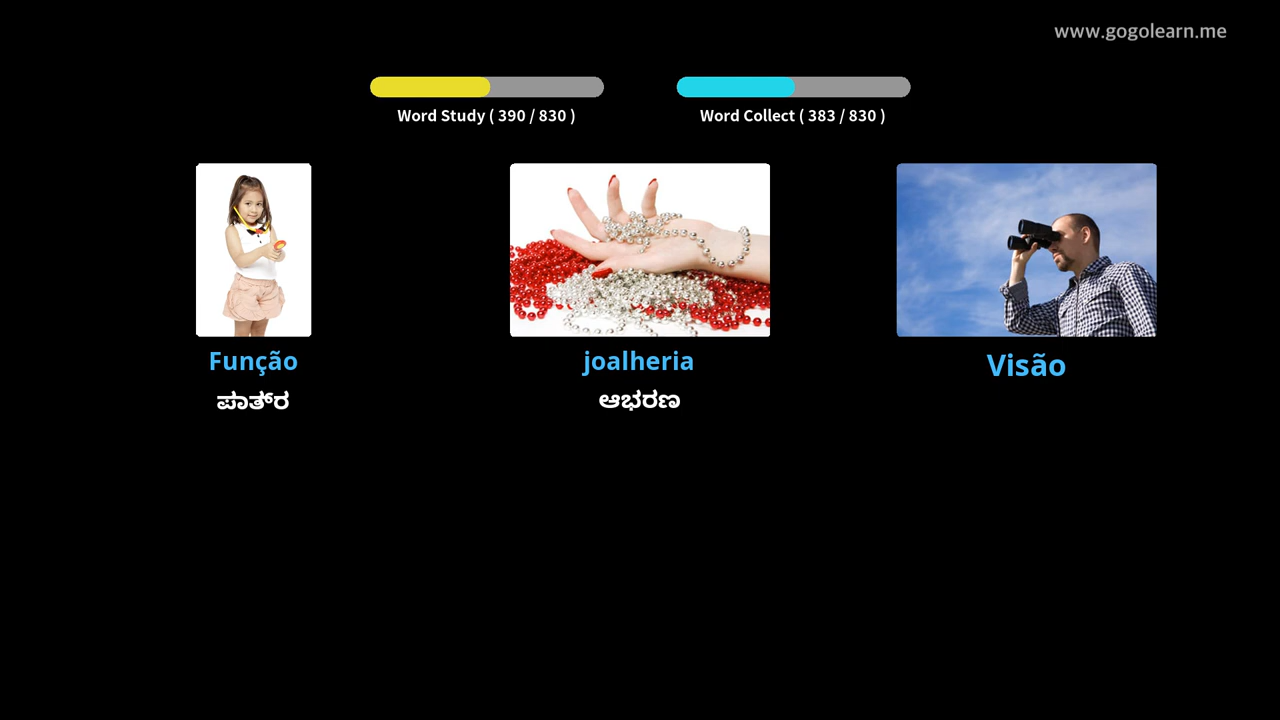 www.gogolearn.me
Word Study ( 390 / 830 )
Word Collect ( 383 / 830 )
Função
joalheria
Visão
ಪಾತ್‌ರ
ಆಭರಣ